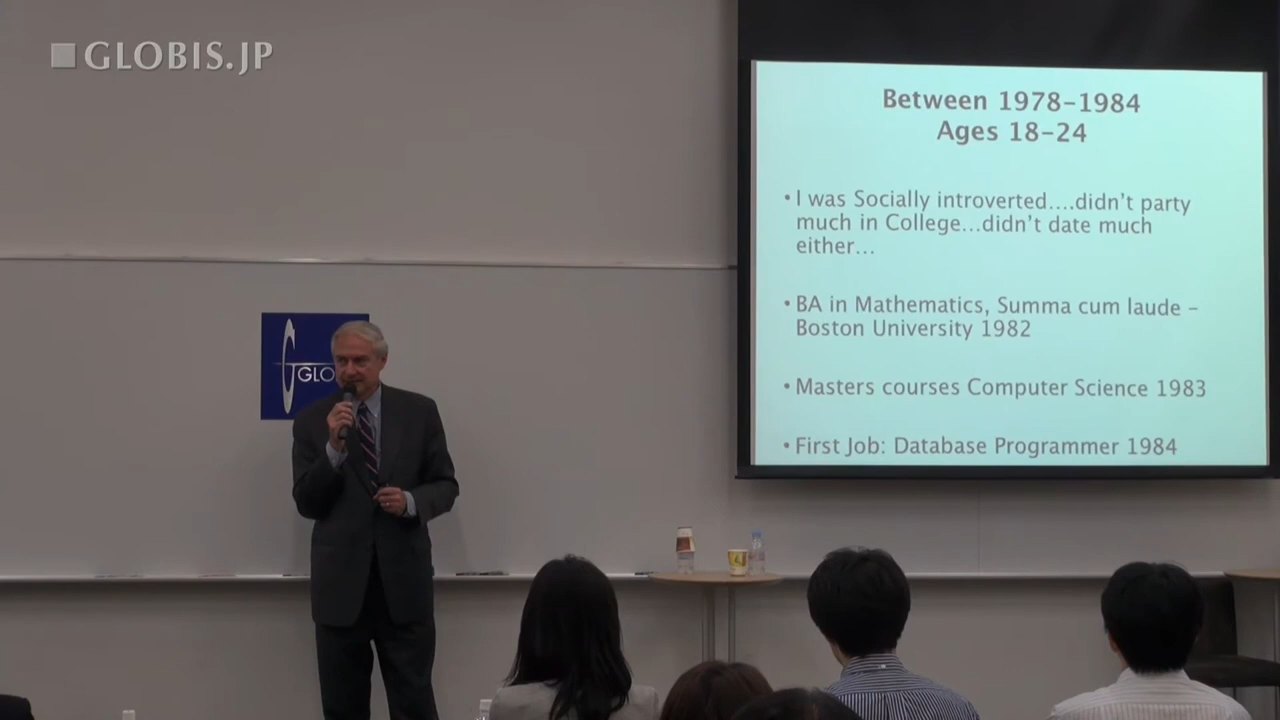 GLOBIS.JP
Between 1978-1984
Ages 18-24
• I was Socially introverted....didn't party
much in College...didn't date much
either...
• BA in Mathematics, Summa cum laude –
Boston University 1982
• Masters courses Computer Science 1983
• First Job: Database Programmer 1984
GLO